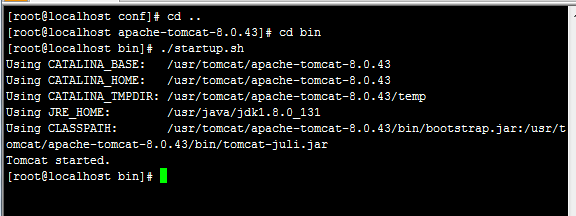 [root@localhost conf]# cd ..
[root@localhost apache-tomcat-8.0.43]# cd bin
[root@localhost bin]# ./startup.sh
Using CATALINA_BASE:   /usr/tomcat/apache-tomcat-8.0.43
Using CATALINA_HOME:   /usr/tomcat/apache-tomcat-8.0.43
Using CATALINA_TMPDIR: /usr/tomcat/apache-tomcat-8.0.43/temp
Using JRE_HOME:        /usr/java/jdk1.8.0_131
Using CLASSPATH:       /usr/tomcat/apache-tomcat-8.0.43/bin/bootstrap.jar:/usr/t
omcat/apache-tomcat-8.0.43/bin/tomcat-juli.jar
Tomcat started.
[root@localhost bin]#